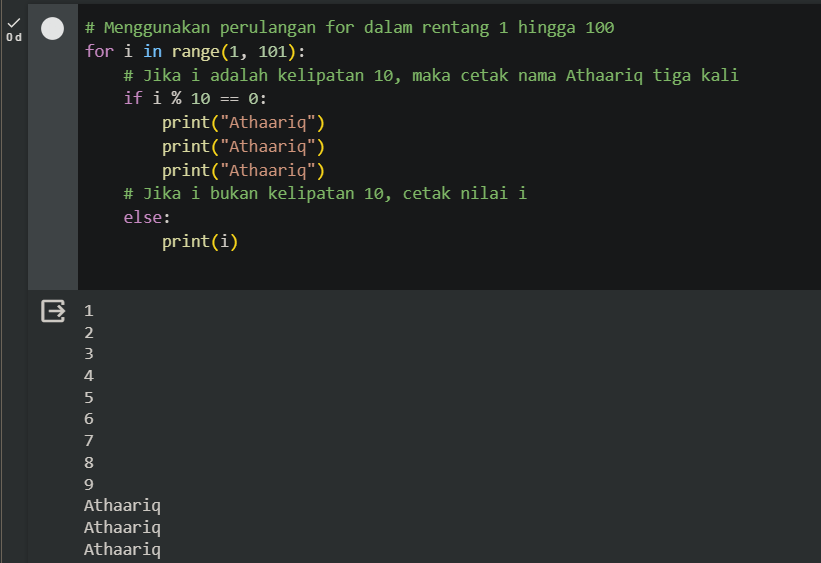 # Menggunakan perulangan for dalam rentang 1 hingga 100
for i in range(1, 101):
    # Jika i adalah kelipatan 10, maka cetak nama Athaariq tiga kali
    if i % 10 == 0:
        print("Athaariq")
        print("Athaariq")
        print("Athaariq")
    # Jika i bukan kelipatan 10, cetak nilai i
    else:
        print(i)
0 d
1
2
3
4
5
6
7
8
9
Athaariq
Athaariq
Athaariq